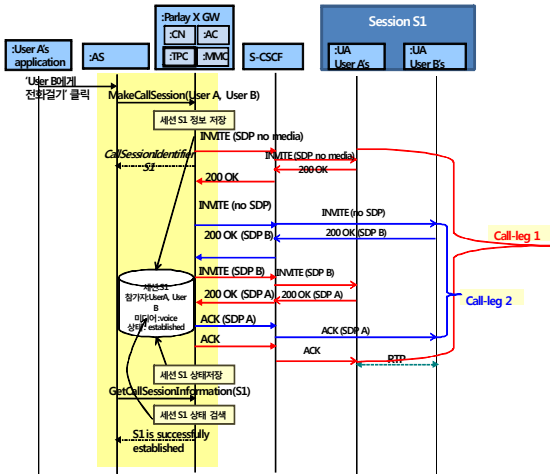 :Parlay X GW
Session S1
:CN
:AC
:TPC
:MMC
:User A's
application
:AS
S-CSCF
:UA
User A's
:UA
User B's
'User B에게
전화걸기' 클릭
MakeCallSession(User A, User B)
세션 S1 정보 저장
INVITE (SDP no media)
CallSessionIdentifier
S1
INVITE (SDP no media)
200 OK
200 OK
INVITE (no SDP)
INVITE (no SDP)
200 OK (SDP B)
200 OK (SDP B)
Call-leg 1
INVITE (SDP B)
INVITE (SDP B)
세션:S1
참가자:UserA, User
B
미디어:voice
상태: established
200 OK (SDP A)
200 OK (SDP A)
Call-leg 2
ACK (SDP A)
ACK (SDP A)
ACK
ACK
RTP
세션 S1 상태저장
GetCallSessionInformation(S1)
세션 S1 상태 검색
S1 is successfully
established